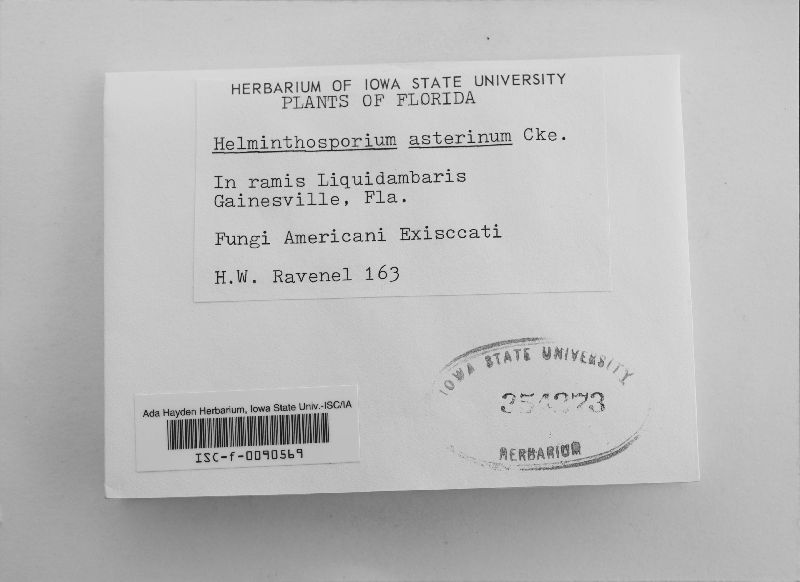 HERBARIUM OF IOWA STATE UNIVERSITY
PLANTS OF FLORIDA
Helminthosporium asterinum Cke.
In ramis Liquidambaris
Gainesville, Fla.
Fungi Americani Exisccati
H.W. Ravenel 163
Ada Hayden Herbarium, Iowa State Univ.-ISC/IA
ISC-f-0090569
IOWA STATE UNIVERSITY
HERBARIUM